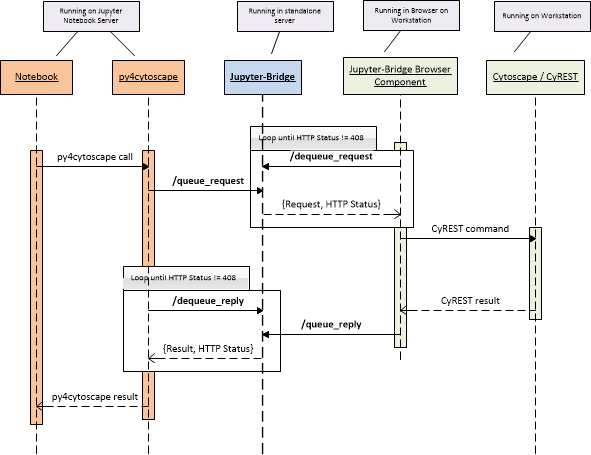 Running on Jupyter
Notebook Server
Running in standalone
server
Running in Browser on
Workstation
Running on Workstation
Notebook
py4cytoscape
Jupyter-Bridge
Jupyter-Bridge Browser
Component
Cytoscape / CyREST
Loop until HTTP Status != 408
py4cytoscape call
/dequeue_request
/queue_request
{Request, HTTP Status}
CyREST command
Loop until HTTP Status != 408
/dequeue_reply
CyREST result
/queue_reply
{Result, HTTP Status}
py4cytoscape result